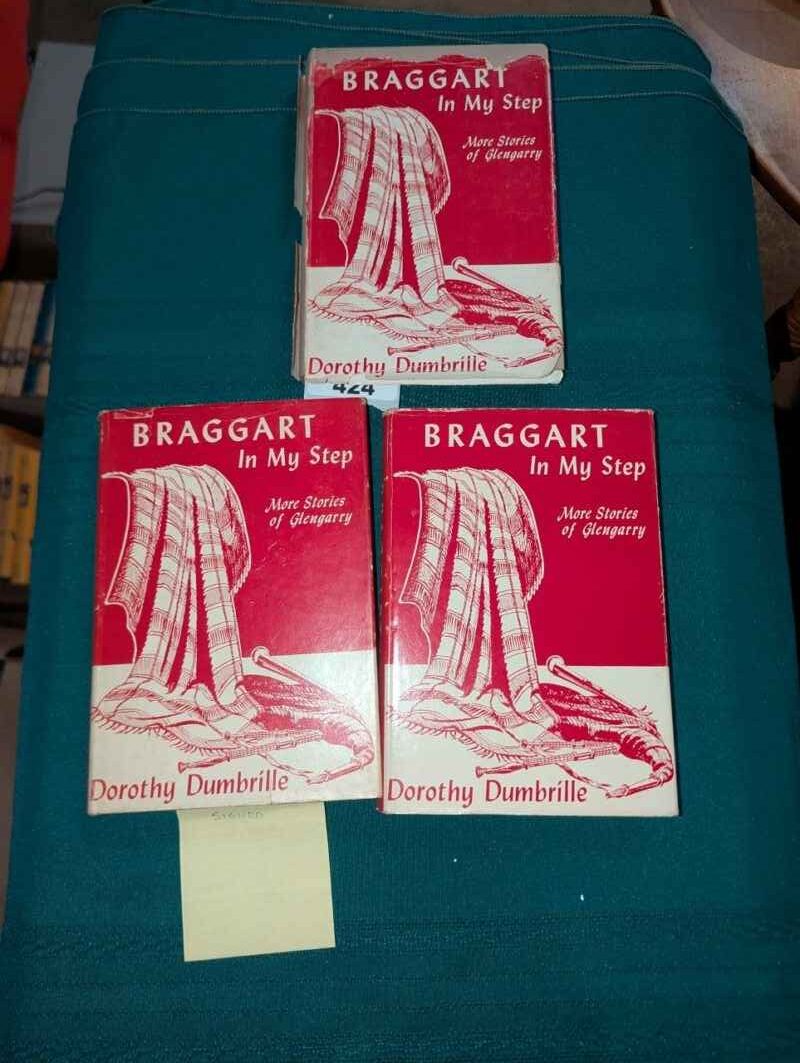 BRAGGART
In My Step
More Stories
of Glengarry
Dorothy Dumbrille
424
BRAGGART
In My Step
More Stories
of Glengarry
Dorothy Dumbrille
SIGNED
BRAGGART
In My Step
More Stories
of Glengarry
Dorothy Dumbrille